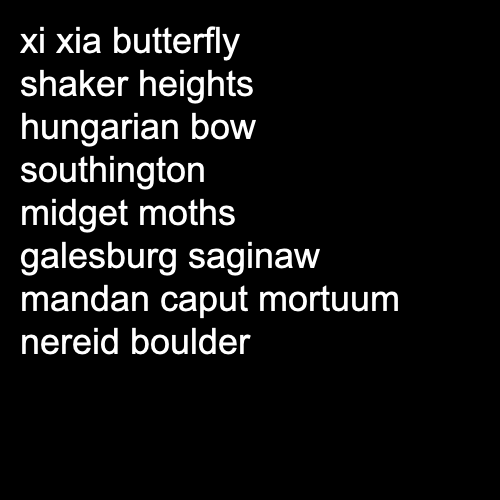 xi xia butterfly
shaker heights
hungarian bow
southington
midget moths
galesburg saginaw
mandan caput mortuum
nereid boulder